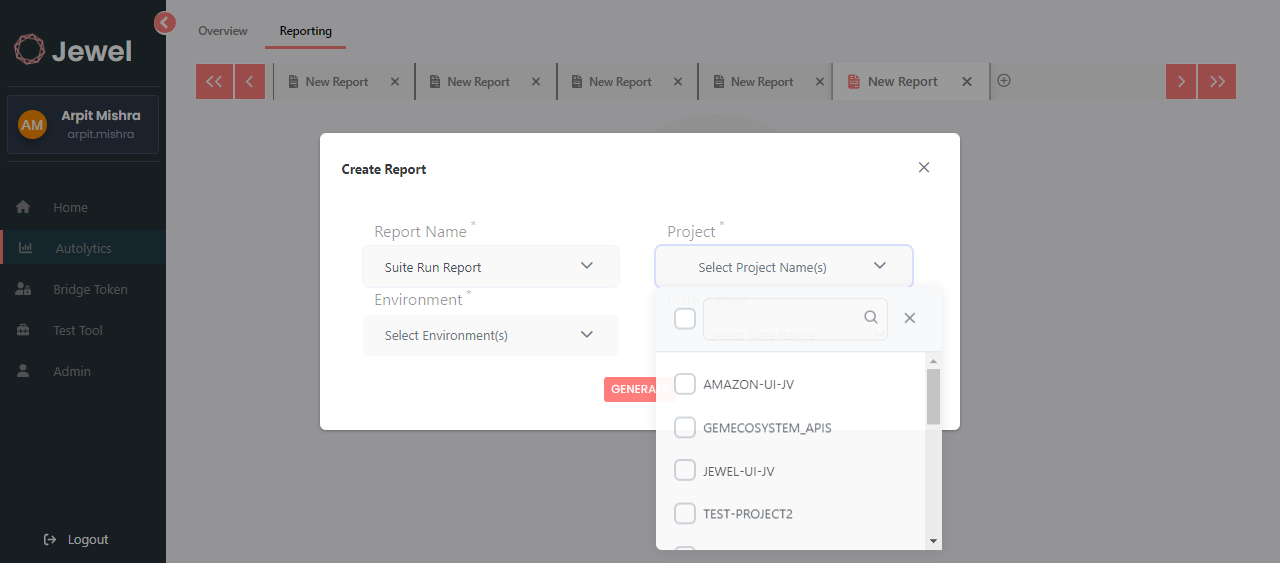 Jewel
Arpit Mishra
AM
arpit.mishra
Home
Autolytics
Bridge Token
Test Tool
Admin
Logout
Overview
Reporting
New Report
New Report
New Report
New Report
New Report
Create Report
Report Name *
Project *
Suite Run Report
Select Project Name(s)
Environment *
Date Range
Select Environment(s)
Select Date Range
GENERA
AMAZON-UI-JV
GEMECOSYSTEM_APIS
JEWEL-UI-JV
TEST-PROJECT2